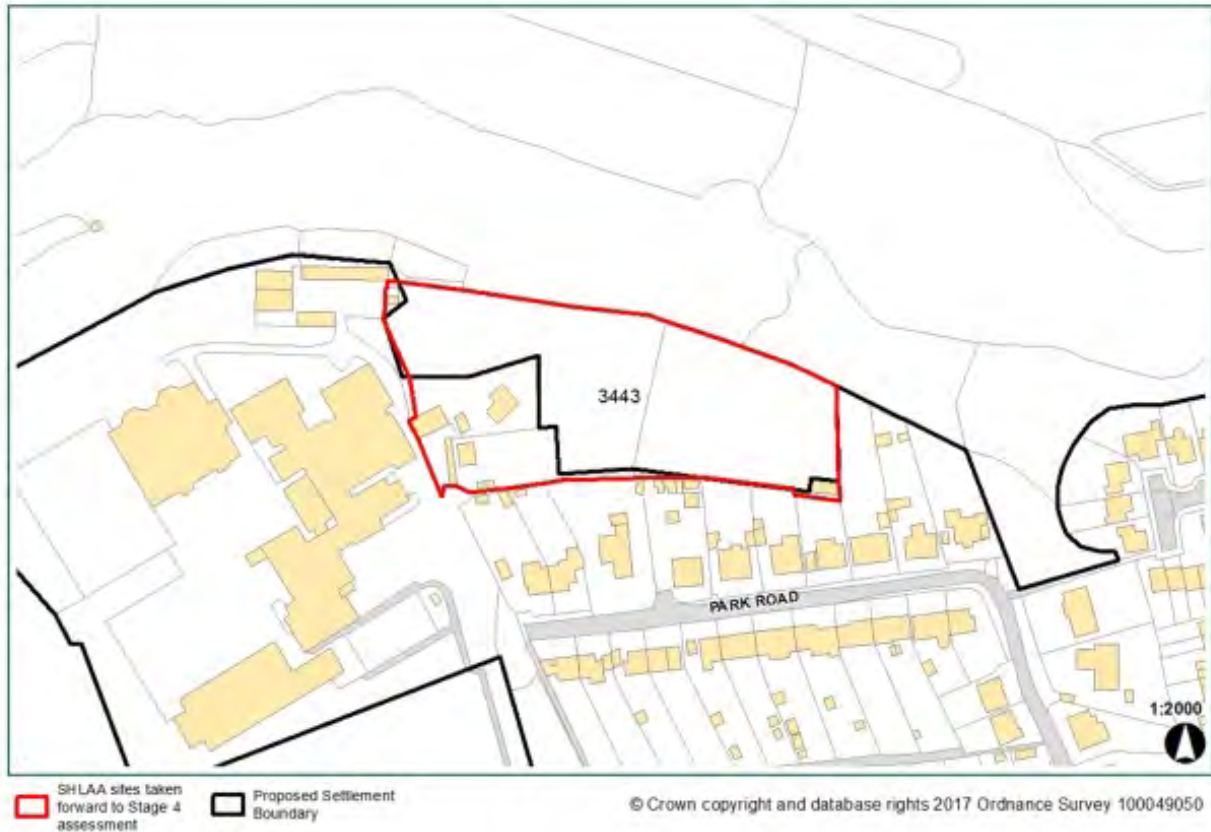 3443
PARK ROAD
1:2000
SHLAA sites taken
forward to Stage 4
assessment
Proposed Settlement
Boundary
© Crown copyright and database rights 2017 Ordnance Survey 100049050